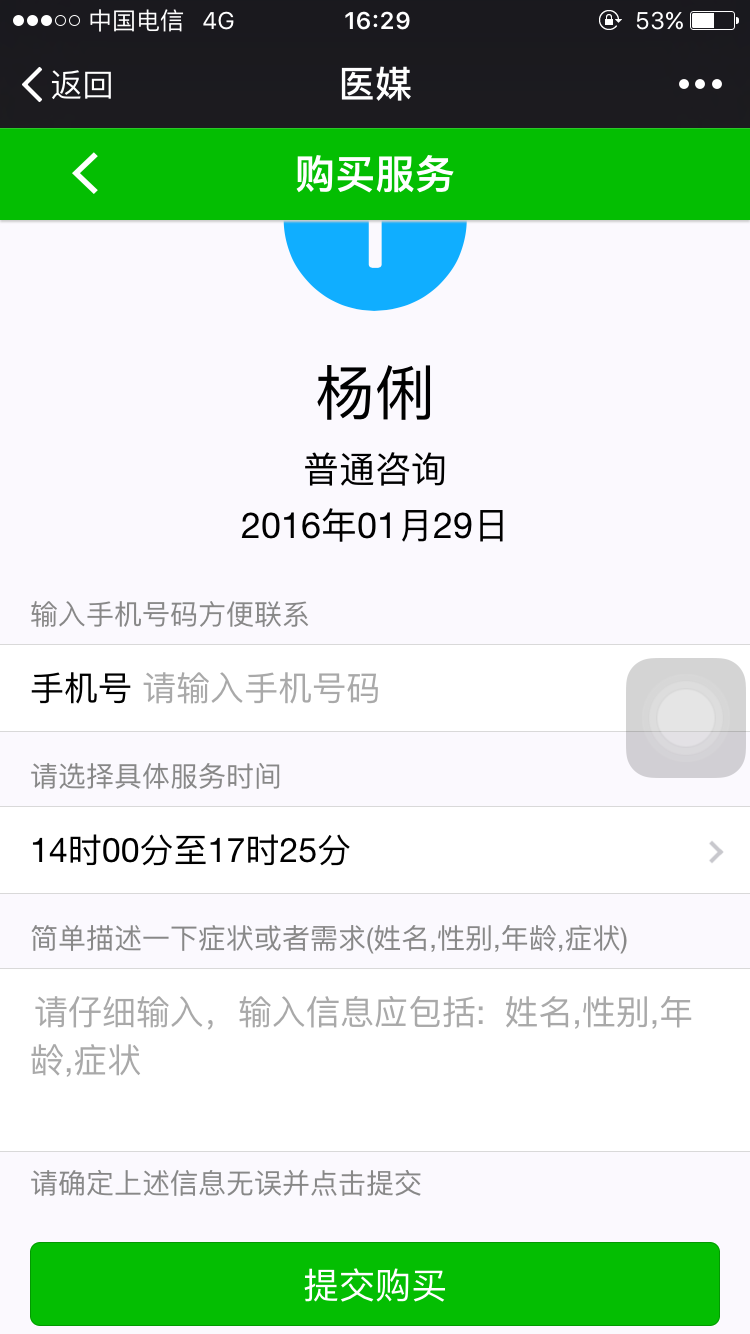 中国电信 4G 16:29 53%
返回 医媒
购买服务
杨俐
普通咨询
2016年01月29日
输入手机号码方便联系
手机号 请输入手机号码
请选择具体服务时间
14时00分至17时25分
简单描述一下症状或者需求(姓名,性别,年龄,症状)
请仔细输入，输入信息应包括: 姓名,性别,年
龄,症状
请确定上述信息无误并点击提交
提交购买